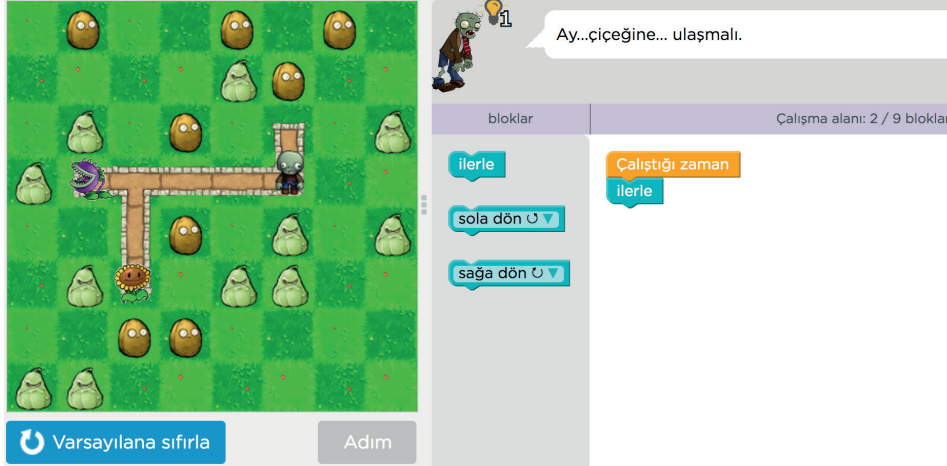 1
Ay...çiçeğine... ulaşmalı.
bloklar
Çalışma alanı: 2 / 9 bloklar
ilerle
Çalıştığı zaman
ilerle
sola dön ↺ ▼
sağa dön ↻ ▼
Varsayılana sıfırla
Adım